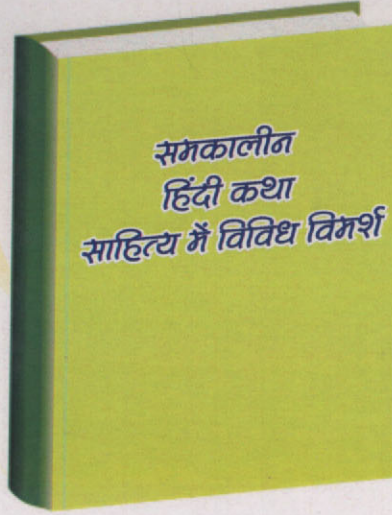 समकालीन
हिंदी कथा
साहित्य में विविध विमर्श